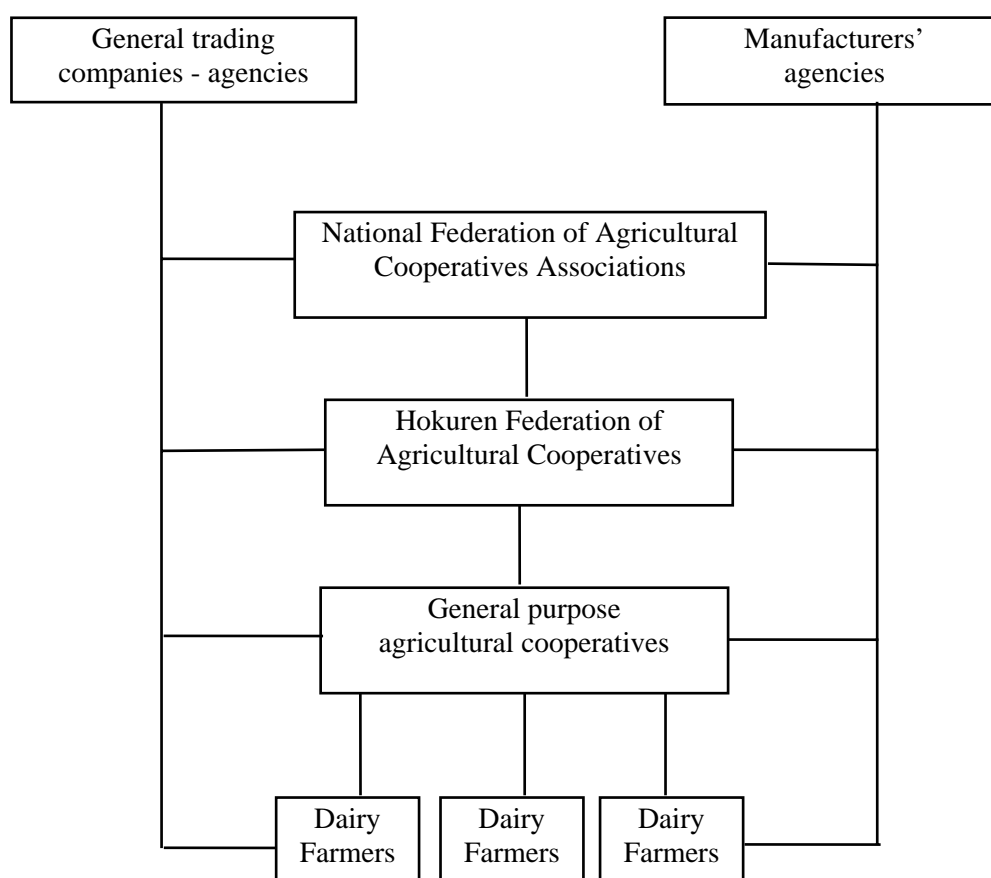 General trading
companies - agencies
Manufacturers’
agencies
National Federation of Agricultural
Cooperatives Associations
Hokuren Federation of
Agricultural Cooperatives
General purpose
agricultural cooperatives
Dairy
Farmers
Dairy
Farmers
Dairy
Farmers